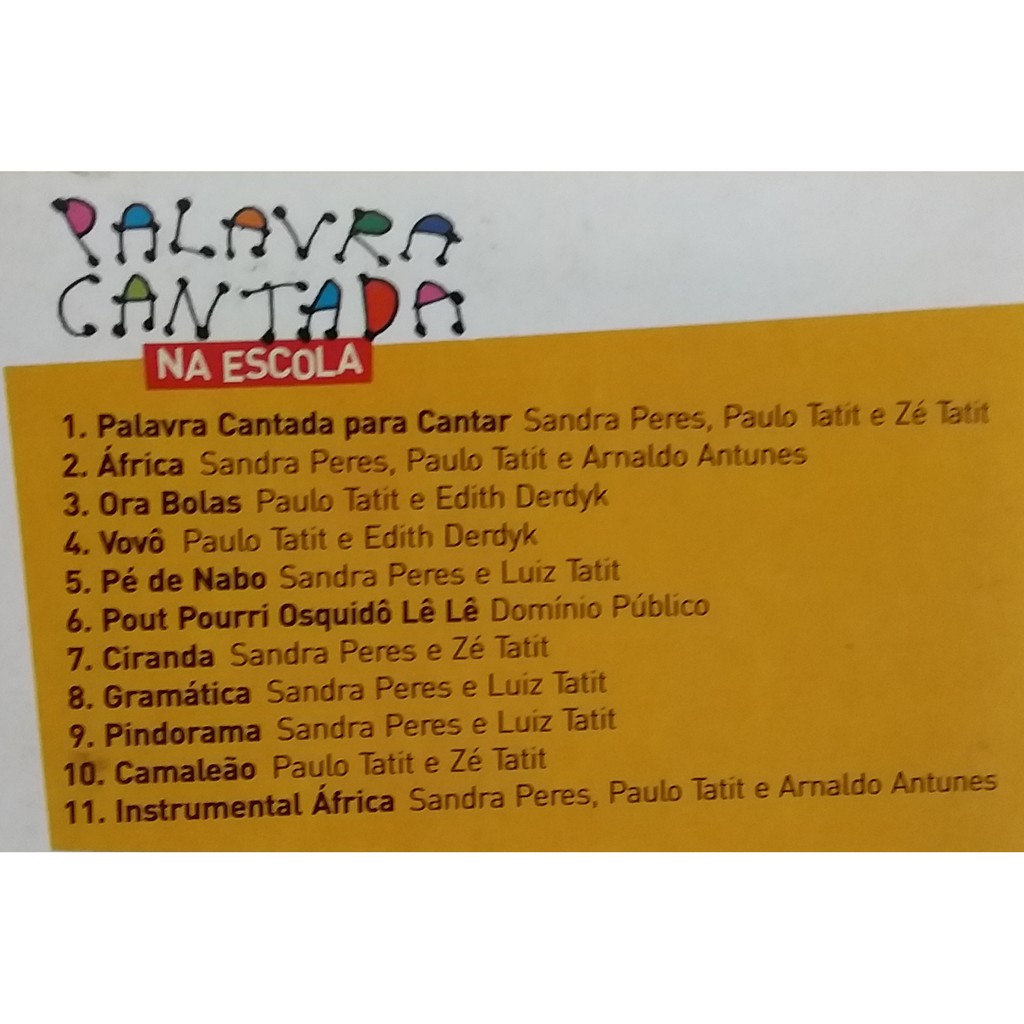 PALAVRA
CANTADA
NA ESCOLA
1. Palavra Cantada para Cantar Sandra Peres, Paulo Tatit e Zé Tatit
2. África Sandra Peres, Paulo Tatit e Arnaldo Antunes
3. Ora Bolas Paulo Tatit e Edith Derdyk
4. Vovô Paulo Tatit e Edith Derdyk
5. Pé de Nabo Sandra Peres e Luiz Tatit
6. Pout Pourri Osquidô Lê Lê Domínio Público
7. Ciranda Sandra Peres e Zé Tatit
8. Gramática Sandra Peres e Luiz Tatit
9. Pindorama Sandra Peres e Luiz Tatit
10. Camaleão Paulo Tatit e Zé Tatit
11. Instrumental África Sandra Peres, Paulo Tatit e Arnaldo Antunes